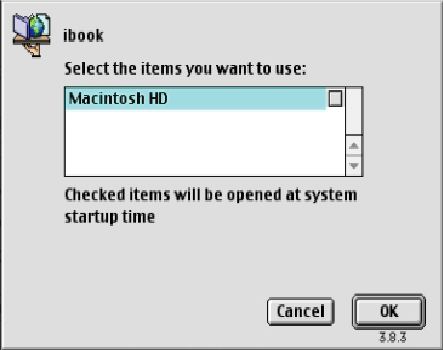 ibook
Select the items you want to use:
Macintosh HD
Checked items will be opened at system
startup time
Cancel
OK
3.8.3